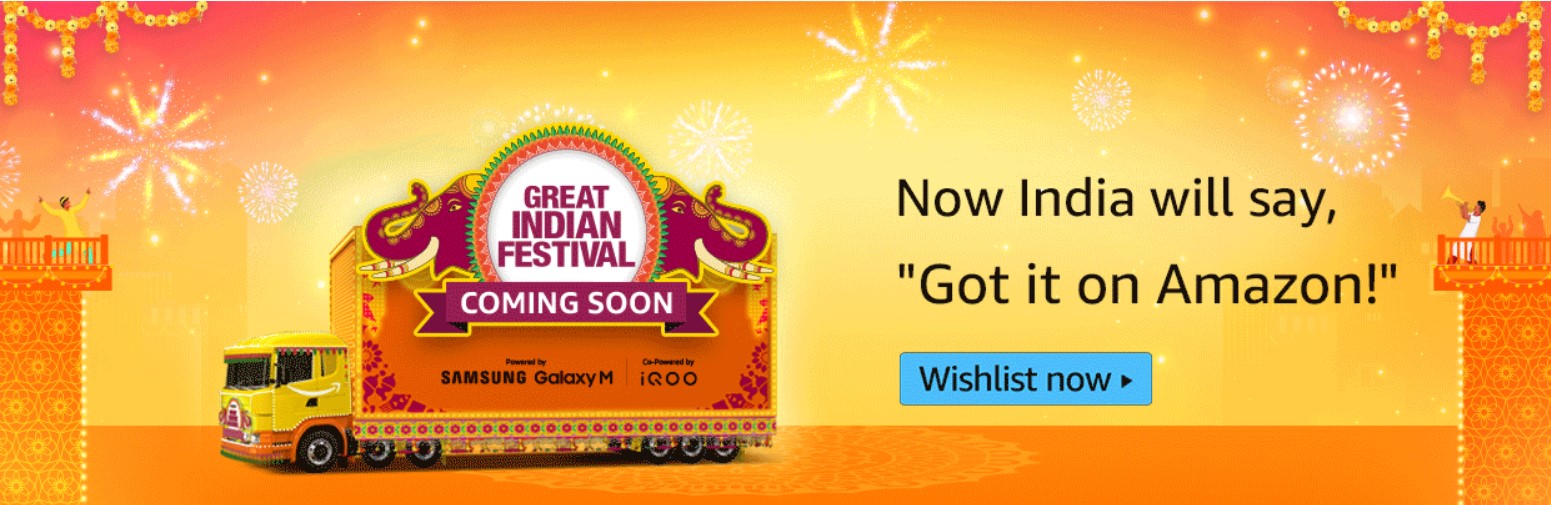 GREAT
INDIAN
FESTIVAL
COMING SOON
Powered by
SAMSUNG Galaxy M
Co-Powered by
iQOO
Now India will say,
"Got it on Amazon!"
Wishlist now ▸